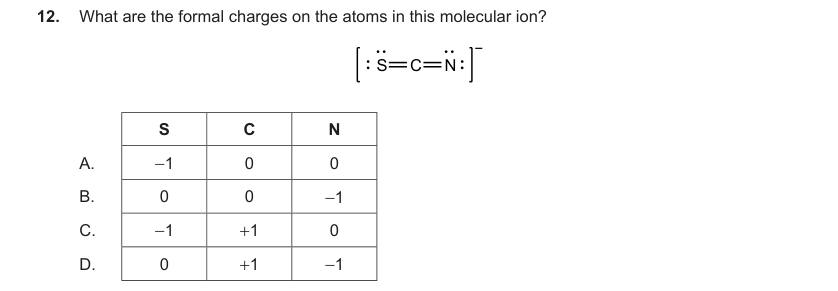 12. What are the formal charges on the atoms in this molecular ion?
[:S̈=C=N̈:]⁻
S C N
A. −1 0 0
B. 0 0 −1
C. −1 +1 0
D. 0 +1 −1